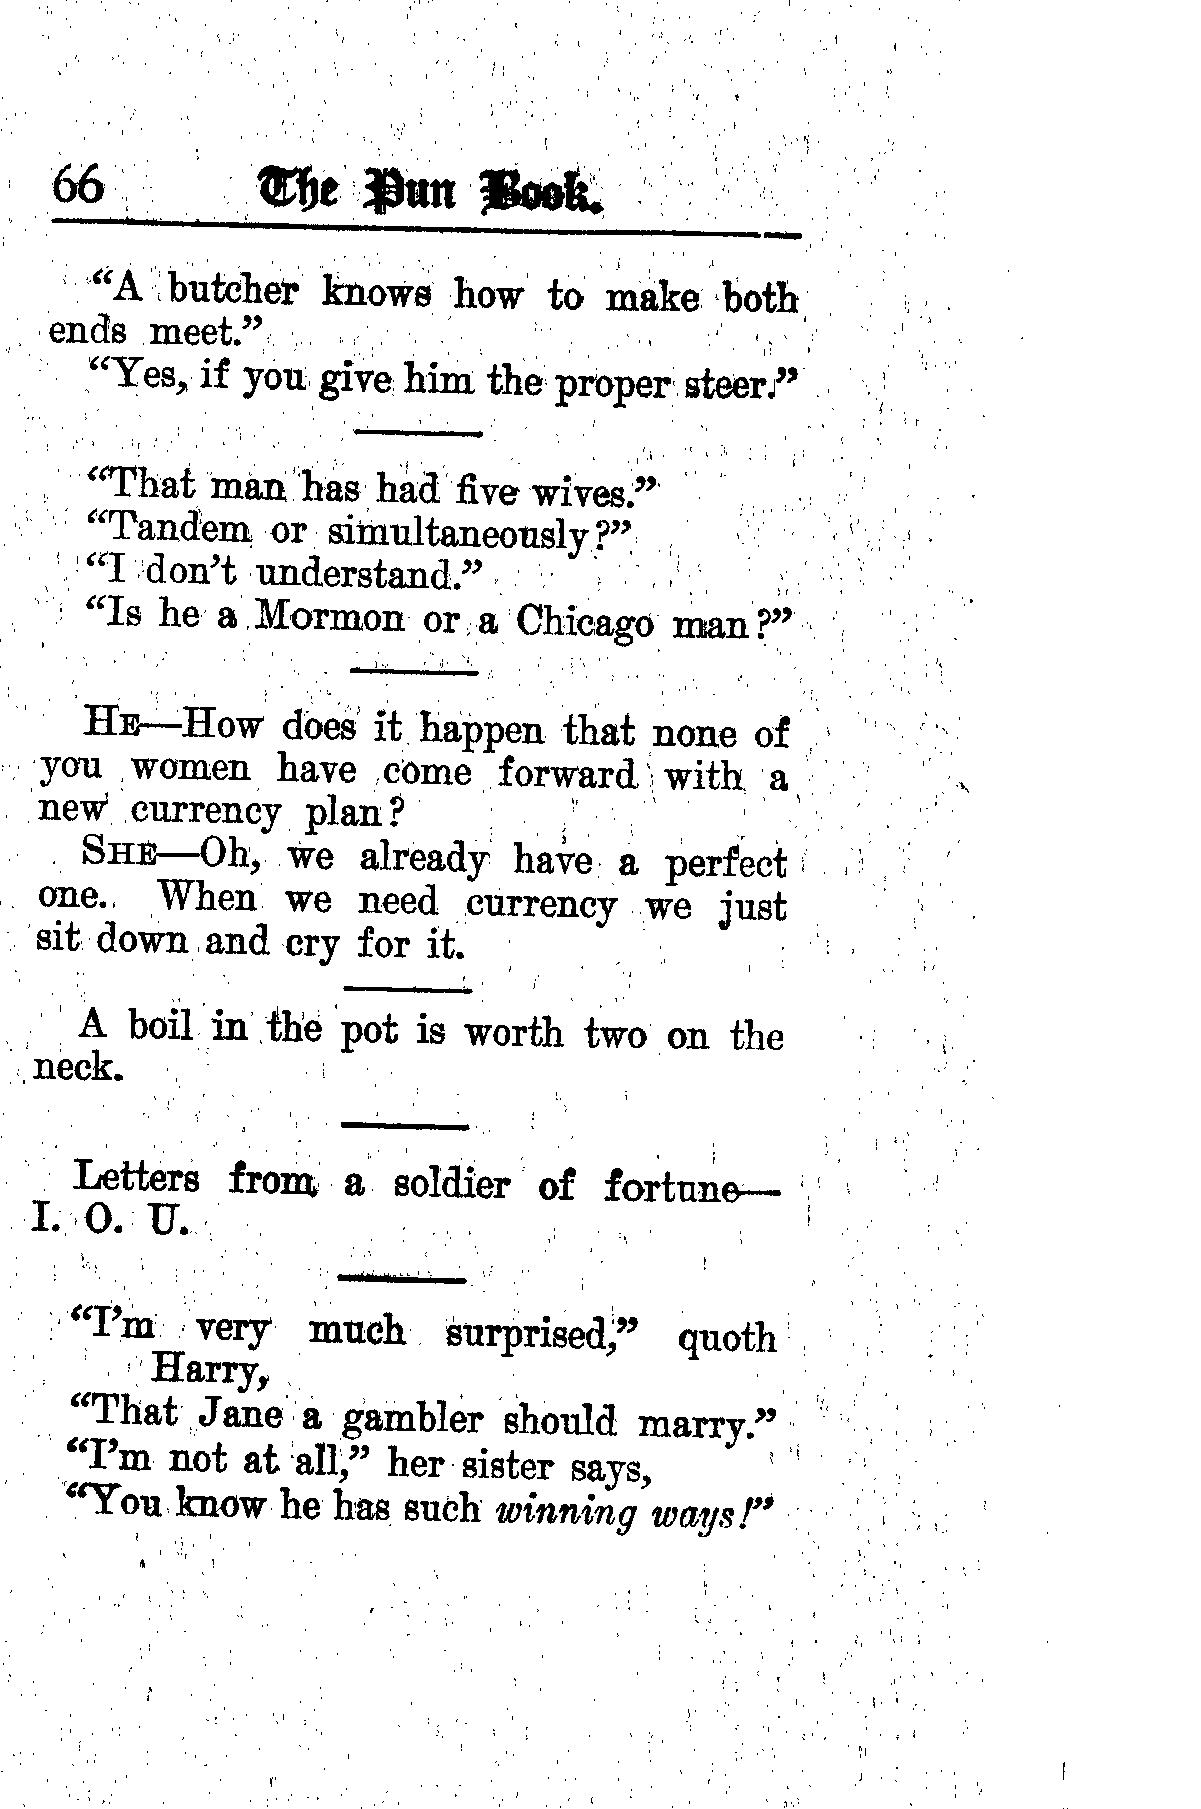 66 The Pun Book.
“A butcher knows how to make both
ends meet.”
“Yes, if you give him the proper steer.”
“That man has had five wives.”
“Tandem or simultaneously?”
“I don’t understand.”
“Is he a Mormon or a Chicago man?”
HE—How does it happen that none of
you women have come forward with a
new currency plan?
SHE—Oh, we already have a perfect
one. When we need currency we just
sit down and cry for it.
A boil in the pot is worth two on the
neck.
Letters from a soldier of fortune—
I. O. U.
“I’m very much surprised,” quoth
Harry,
“That Jane a gambler should marry.”
“I’m not at all,” her sister says,
“You know he has such winning ways!”